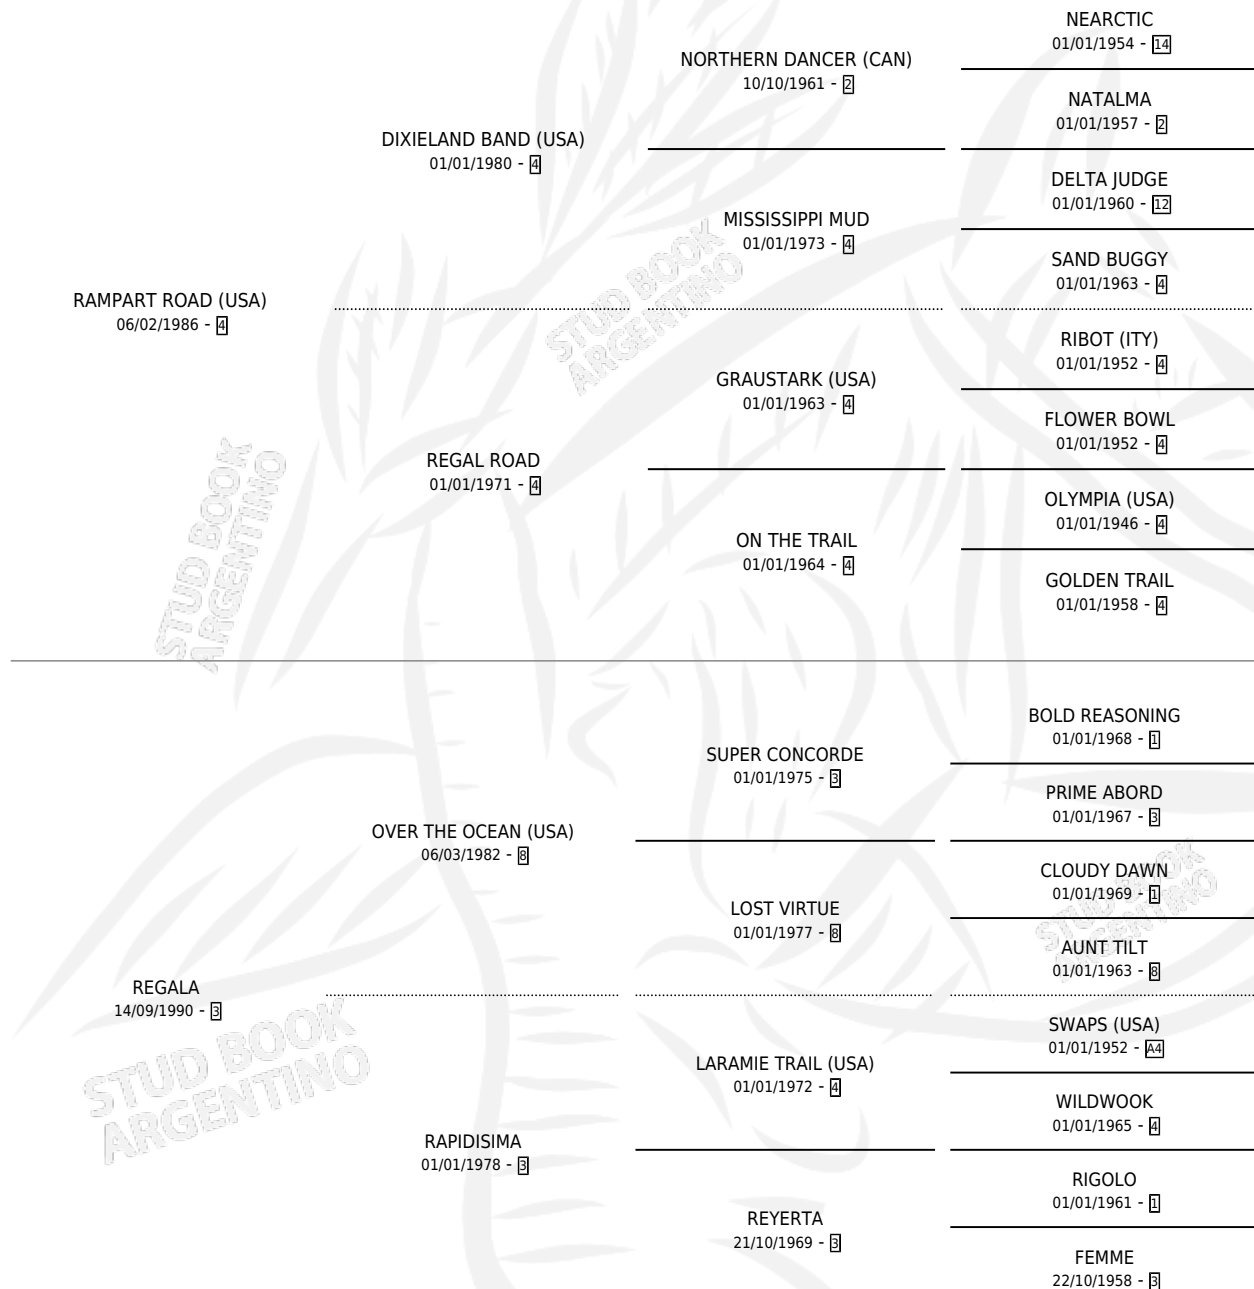 NEARCTIC
01/01/1954 - 14
NORTHERN DANCER (CAN)
10/10/1961 - 2
NATALMA
01/01/1957 - 2
DIXIELAND BAND (USA)
01/01/1980 - 4
DELTA JUDGE
01/01/1960 - 12
MISSISSIPPI MUD
01/01/1973 - 4
SAND BUGGY
01/01/1963 - 4
RAMPART ROAD (USA)
06/02/1986 - 4
RIBOT (ITY)
01/01/1952 - 4
GRAUSTARK (USA)
01/01/1963 - 4
FLOWER BOWL
01/01/1952 - 4
REGAL ROAD
01/01/1971 - 4
OLYMPIA (USA)
01/01/1946 - 4
ON THE TRAIL
01/01/1964 - 4
GOLDEN TRAIL
01/01/1958 - 4
BOLD REASONING
01/01/1968 - 1
SUPER CONCORDE
01/01/1975 - 3
PRIME ABORD
01/01/1967 - 3
OVER THE OCEAN (USA)
06/03/1982 - 8
CLOUDY DAWN
01/01/1969 - 1
LOST VIRTUE
01/01/1977 - 8
AUNT TILT
01/01/1963 - 8
REGALA
14/09/1990 - 3
SWAPS (USA)
01/01/1952 - A4
LARAMIE TRAIL (USA)
01/01/1972 - 4
WILDWOOK
01/01/1965 - 4
RAPIDISIMA
01/01/1978 - 3
RIGOLO
01/01/1961 - 1
REYERTA
21/10/1969 - 3
FEMME
22/10/1958 - 3
STUD BOOK
ARGENTINO
STUD BOOK
ARGENTINO
STUD BOOK
ARGENTINO
STUD BOOK
ARGENTINO